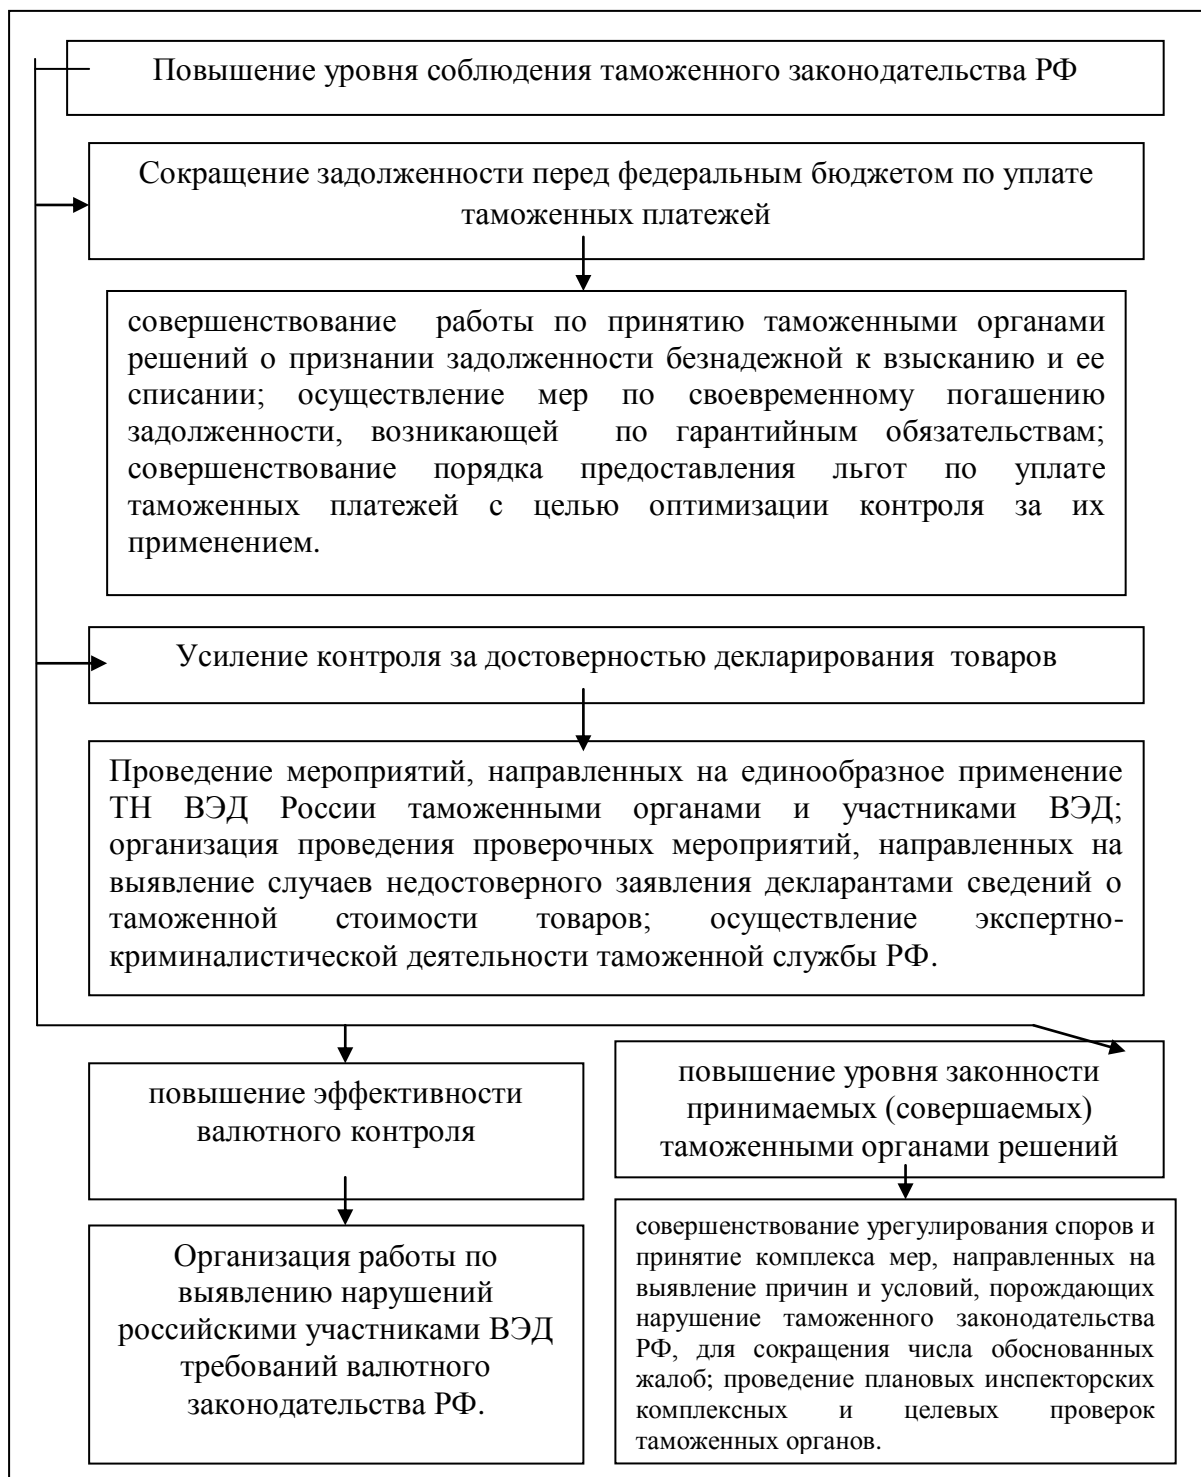 Повышение уровня соблюдения таможенного законодательства РФ
Сокращение задолженности перед федеральным бюджетом по уплате
таможенных платежей
совершенствование работы по принятию таможенными органами
решений о признании задолженности безнадежной к взысканию и ее
списании; осуществление мер по своевременному погашению
задолженности, возникающей по гарантийным обязательствам;
совершенствование порядка предоставления льгот по уплате
таможенных платежей с целью оптимизации контроля за их
применением.
Усиление контроля за достоверностью декларирования товаров
Проведение мероприятий, направленных на единообразное применение
ТН ВЭД России таможенными органами и участниками ВЭД;
организация проведения проверочных мероприятий, направленных на
выявление случаев недостоверного заявления декларантами сведений о
таможенной стоимости товаров; осуществление экспертно-
криминалистической деятельности таможенной службы РФ.
повышение эффективности
валютного контроля
Организация работы по
выявлению нарушений
российскими участниками ВЭД
требований валютного
законодательства РФ.
повышение уровня законности
принимаемых (совершаемых)
таможенными органами решений
совершенствование урегулирования споров и
принятие комплекса мер, направленных на
выявление причин и условий, порождающих
нарушение таможенного законодательства
РФ, для сокращения числа обоснованных
жалоб; проведение плановых инспекторских
комплексных и целевых проверок
таможенных органов.